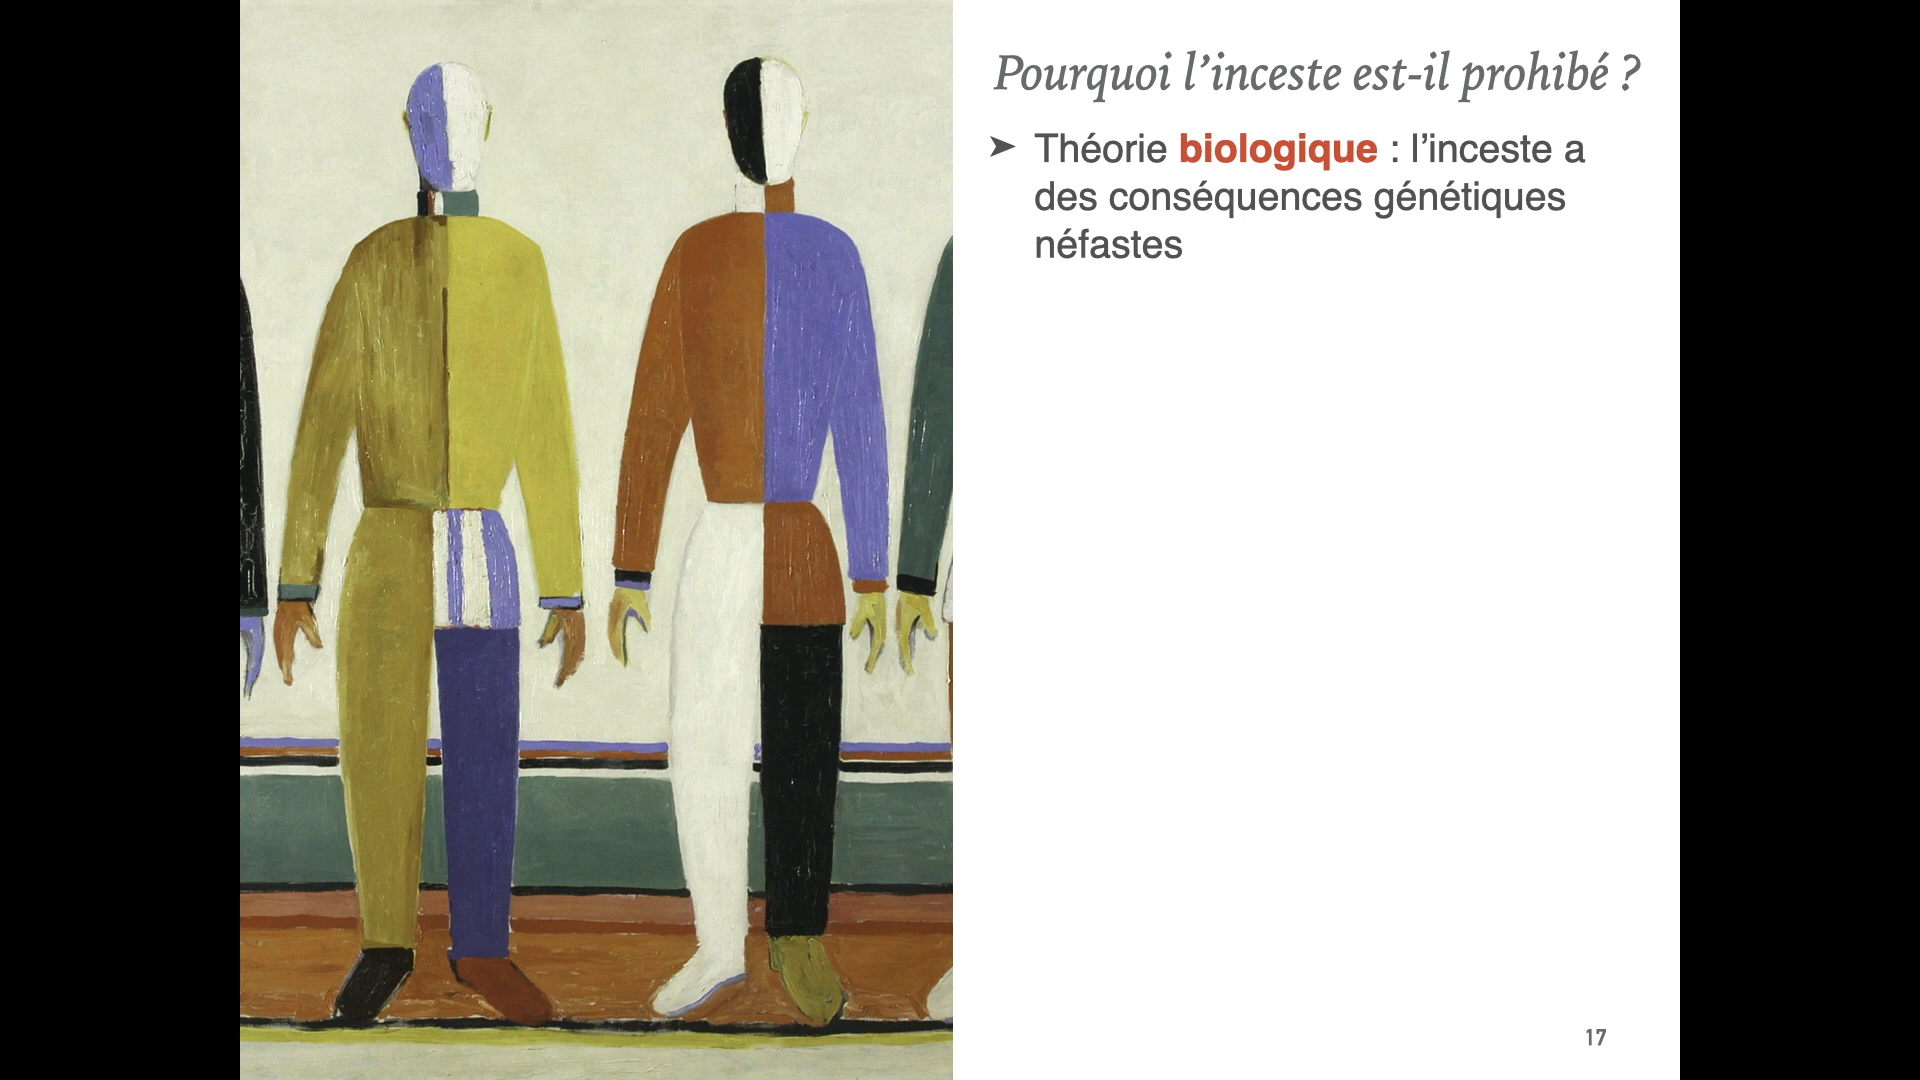 Pourquoi l’inceste est-il prohibé ?
➤ Théorie biologique : l’inceste a
des conséquences génétiques
néfastes
17